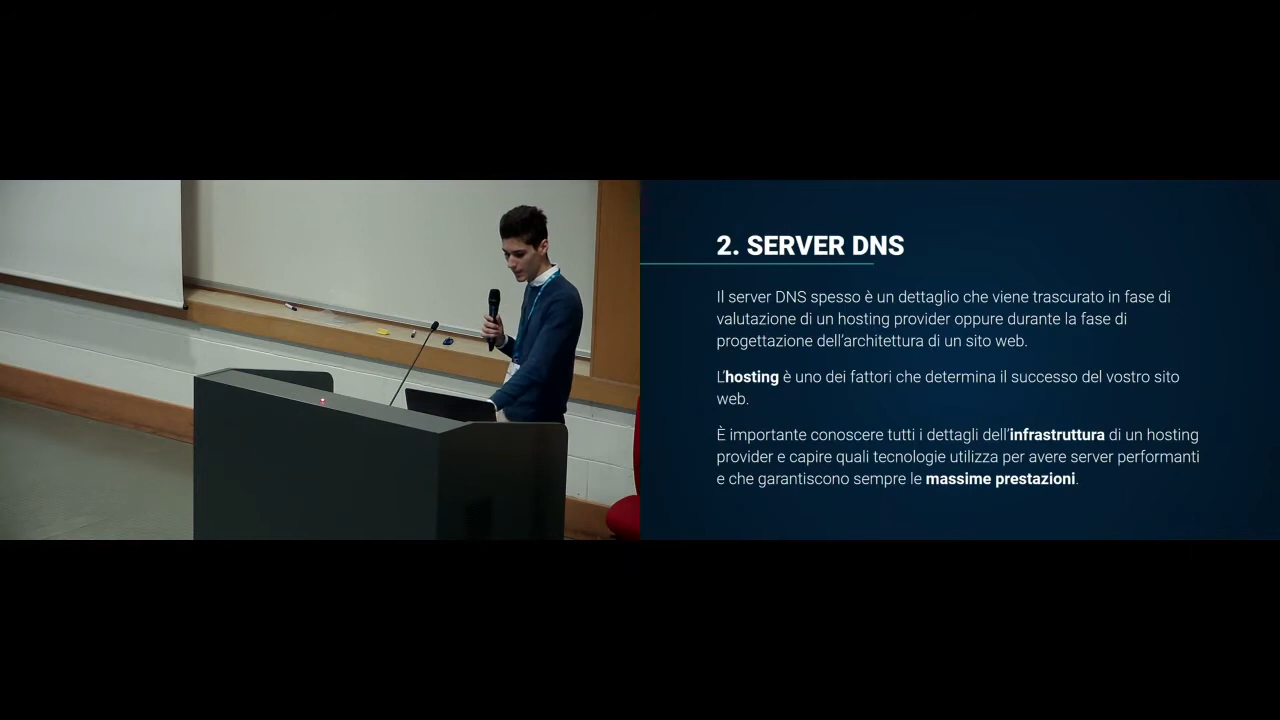 2. SERVER DNS
Il server DNS spesso è un dettaglio che viene trascurato in fase di
valutazione di un hosting provider oppure durante la fase di
progettazione dell'architettura di un sito web.
L'hosting è uno dei fattori che determina il successo del vostro sito
web.
È importante conoscere tutti i dettagli dell'infrastruttura di un hosting
provider e capire quali tecnologie utilizza per avere server performanti
e che garantiscono sempre le massime prestazioni.